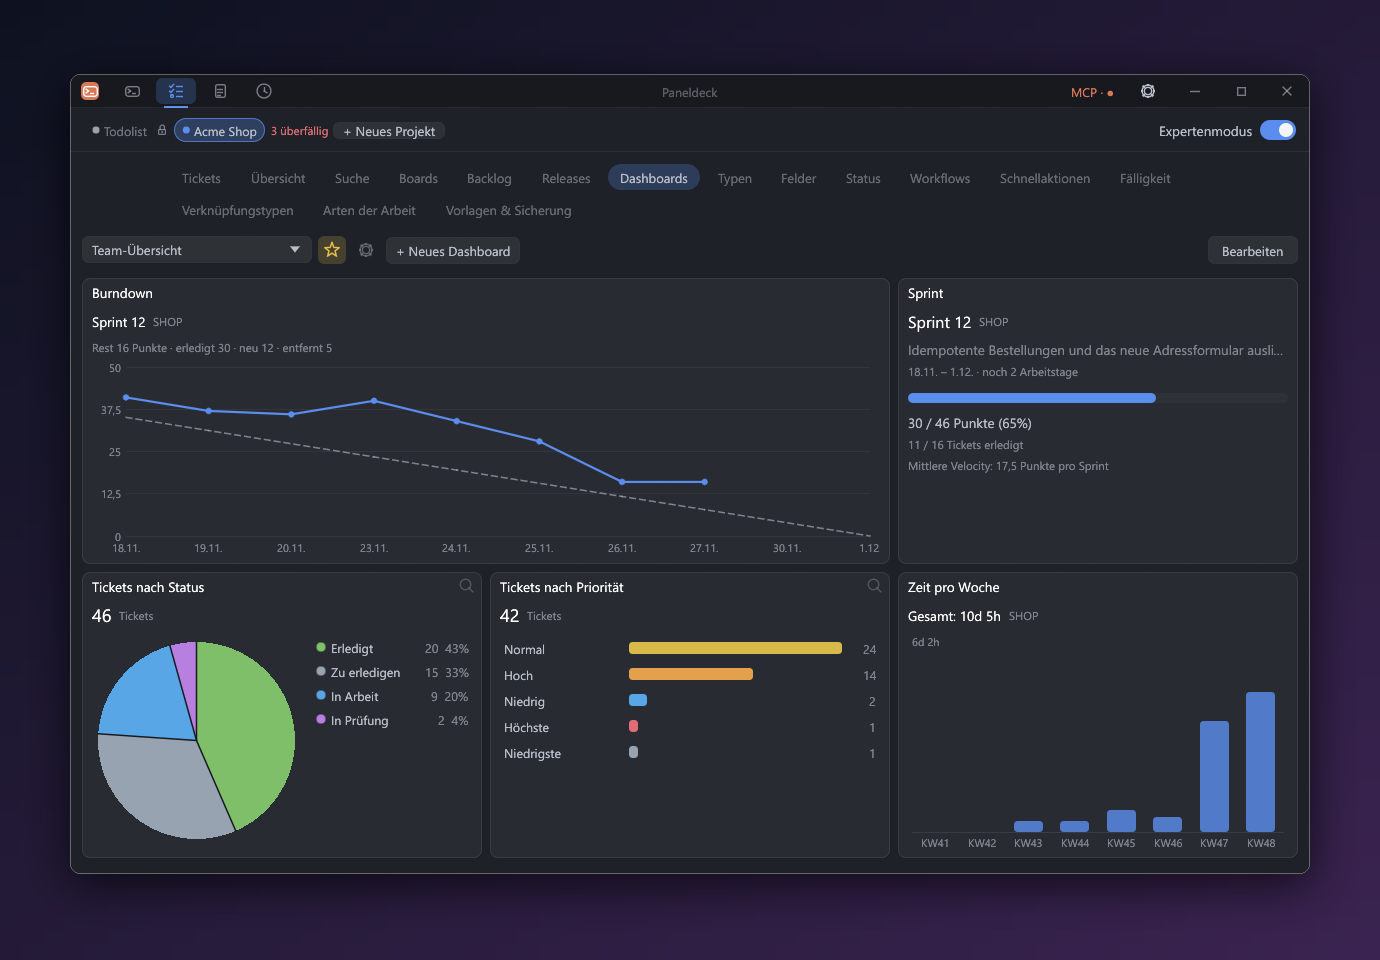 Paneldeck
MCP ·
Todolist
Acme Shop
3 überfällig
+ Neues Projekt
Expertenmodus
Tickets Übersicht Suche Boards Backlog Releases Dashboards Typen Felder Status Workflows Schnellaktionen Fälligkeit
Verknüpfungstypen Arten der Arbeit Vorlagen & Sicherung
Team-Übersicht
+ Neues Dashboard
Bearbeiten
Burndown
Sprint 12 SHOP
Rest 16 Punkte · erledigt 30 · neu 12 · entfernt 5
50
37,5
25
12,5
0
18.11. 19.11. 20.11. 23.11. 24.11. 25.11. 26.11. 27.11. 30.11. 1.12
Sprint
Sprint 12 SHOP
Idempotente Bestellungen und das neue Adressformular ausli...
18.11. – 1.12. · noch 2 Arbeitstage
30 / 46 Punkte (65%)
11 / 16 Tickets erledigt
Mittlere Velocity: 17,5 Punkte pro Sprint
Tickets nach Status
46 Tickets
Erledigt 20 43%
Zu erledigen 15 33%
In Arbeit 9 20%
In Prüfung 2 4%
Tickets nach Priorität
42 Tickets
Normal 24
Hoch 14
Niedrig 2
Höchste 1
Niedrigste 1
Zeit pro Woche
Gesamt: 10d 5h SHOP
6d 2h
KW41 KW42 KW43 KW44 KW45 KW46 KW47 KW48